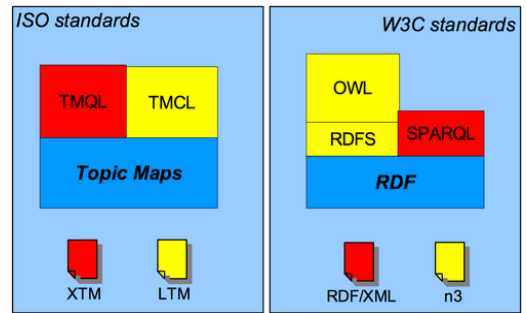 ISO standards
TMQL
TMCL
Topic Maps
XTM
LTM
W3C standards
OWL
RDFS
SPARQL
RDF
RDF/XML
n3